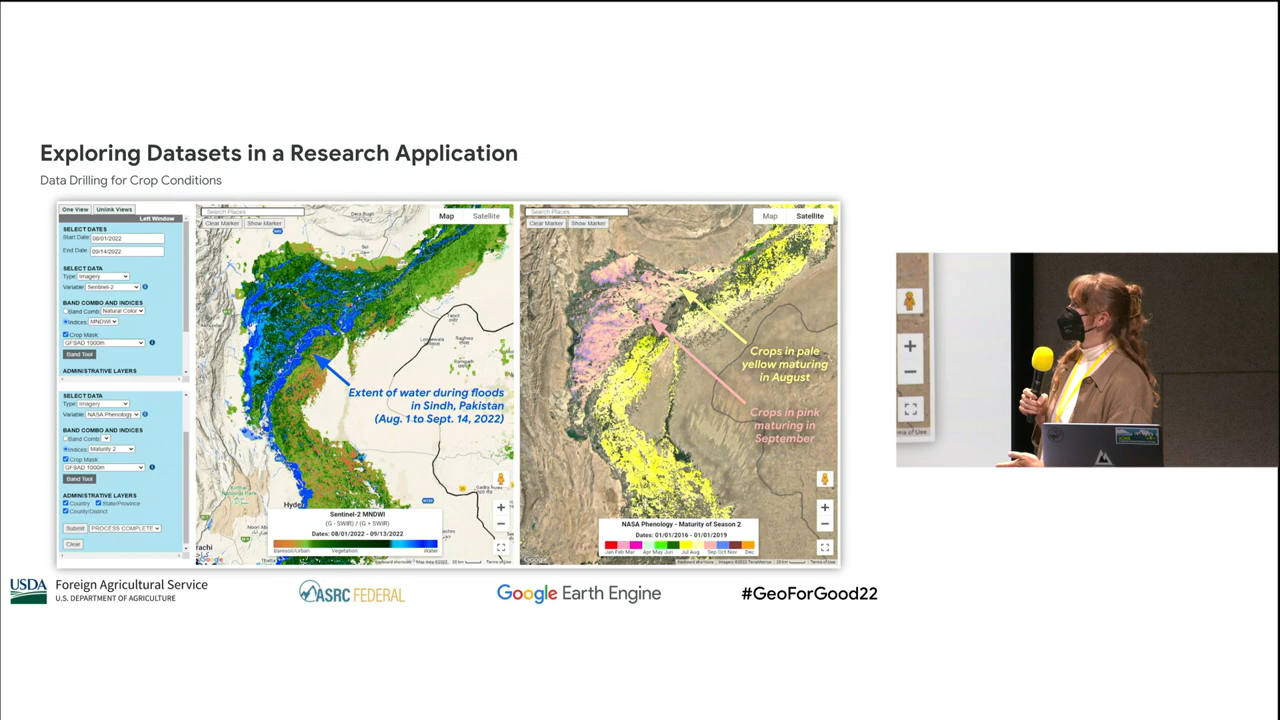 Exploring Datasets in a Research Application
Data Drilling for Crop Conditions
One View
Unlink Views
Left Window
SELECT DATES
Start Date: 08/01/2022
End Date: 09/14/2022
SELECT DATA
Type: Imagery
Variable: Sentinel-2
BAND COMBO AND INDICES
Band Comb: Natural Color
Indices: MNDWI
Crop Mask
GFSAD 1000m
Band Tool
ADMINISTRATIVE LAYERS
SELECT DATA
Type: Imagery
Variable: NASA Phenology
BAND COMBO AND INDICES
Band Comb:
Indices: Maturity 2
Crop Mask
GFSAD 1000m
Band Tool
ADMINISTRATIVE LAYERS
Country State/Province
County/District
Submit PROCESS COMPLETE
Clear
Search Places
Clear Marker Show Marker
Map Satellite
Dera Bugti
Sui
Extent of water during floods
in Sindh, Pakistan
(Aug. 1 to Sept. 14, 2022)
Hyder
Sentinel-2 MNDWI
(G - SWIR) / (G + SWIR)
Dates: 08/01/2022 - 09/13/2022
Baresoil/Urban Vegetation Water
Search Places
Clear Marker Show Marker
Map Satellite
Crops in pale
yellow maturing
in August
Crops in pink
maturing in
September
NASA Phenology - Maturity of Season 2
Dates: 01/01/2016 - 01/01/2019
Jan Feb Mar Apr May Jun Jul Aug Sep Oct Nov Dec
Google
USDA
Foreign Agricultural Service
U.S. DEPARTMENT OF AGRICULTURE
ASRC FEDERAL
Google Earth Engine
#GeoForGood22